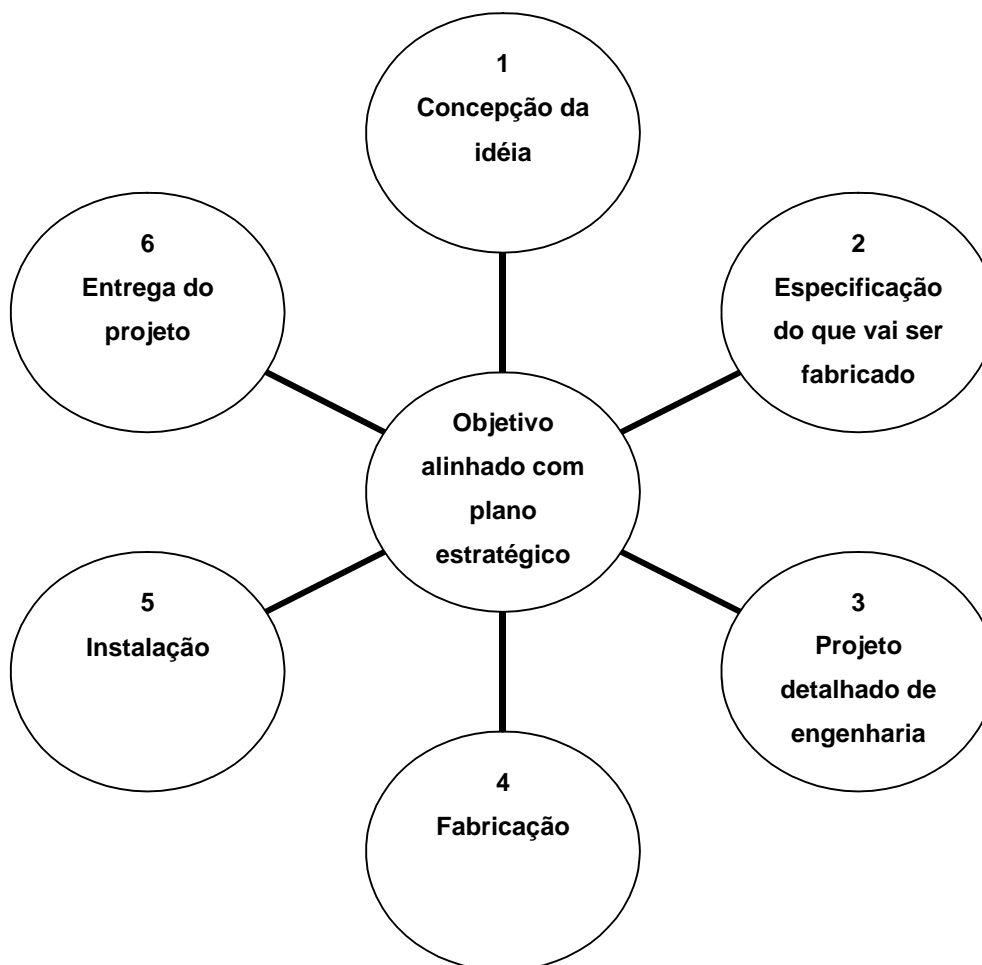 1
Concepção da
idéia
2
Especificação
do que vai ser
fabricado
3
Projeto
detalhado de
engenharia
4
Fabricação
5
Instalação
6
Entrega do
projeto
Objetivo
alinhado com
plano
estratégico